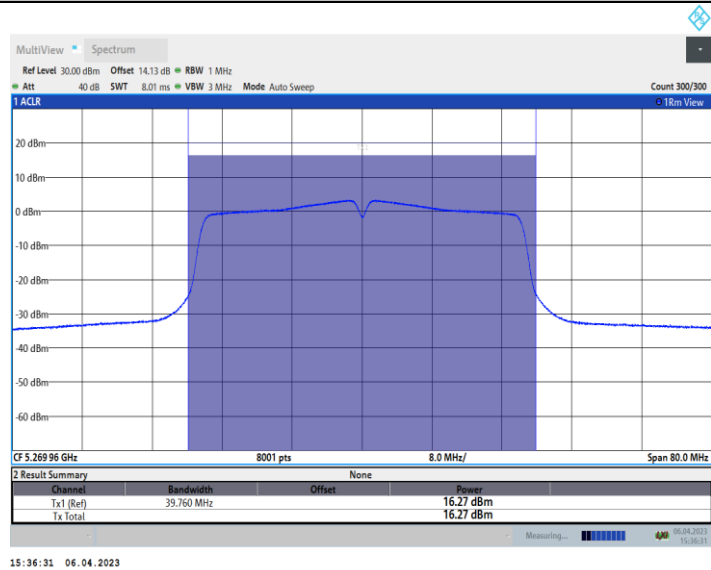 MultiView Spectrum
Ref Level 30.00 dBm Offset 14.13 dB RBW 1 MHz
Att 40 dB SWT 8.01 ms VBW 3 MHz Mode Auto Sweep Count 300/300
1 ACLR 1Rm View
20 dBm
10 dBm
0 dBm
-10 dBm
-20 dBm
-30 dBm
-40 dBm
-50 dBm
-60 dBm
CF 5.269 96 GHz 8001 pts 8.0 MHz/ Span 80.0 MHz
2 Result Summary None
Channel Bandwidth Offset Power
Tx1 (Ref) 39.760 MHz 16.27 dBm
Tx Total 16.27 dBm
Measuring... 06.04.2023
15:36:31
15:36:31 06.04.2023